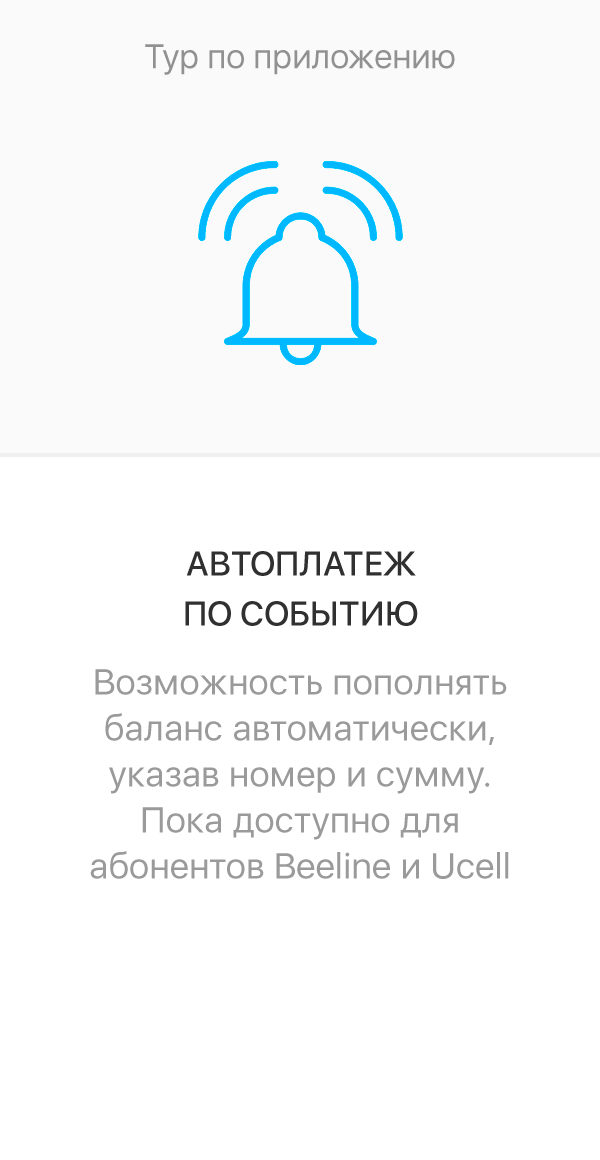 Тур по приложению
АВТОПЛАТЕЖ
ПО СОБЫТИЮ
Возможность пополнять
баланс автоматически,
указав номер и сумму.
Пока доступно для
абонентов Beeline и Ucell